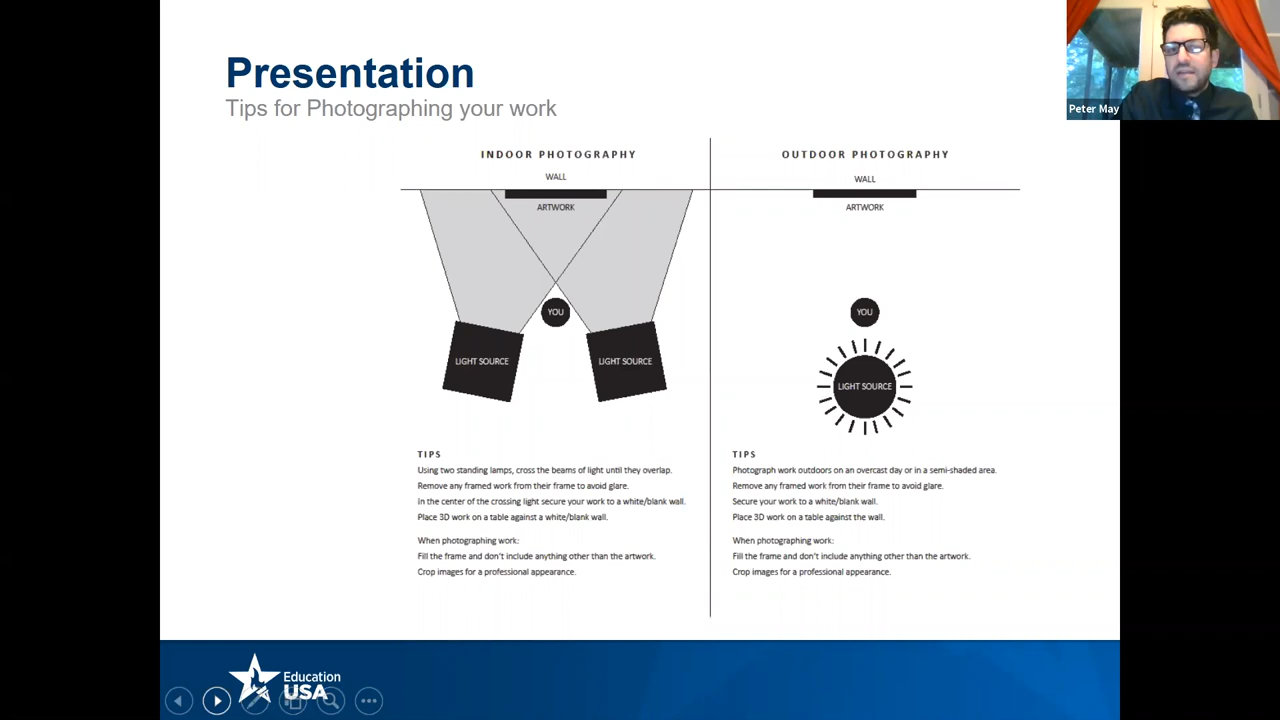 Presentation
Tips for Photographing your work
Peter May
INDOOR PHOTOGRAPHY
WALL
ARTWORK
YOU
LIGHT SOURCE
LIGHT SOURCE
TIPS
Using two standing lamps, cross the beams of light until they overlap.
Remove any framed work from their frame to avoid glare.
In the center of the crossing light secure your work to a white/blank wall.
Place 3D work on a table against a white/blank wall.
When photographing work:
Fill the frame and don't include anything other than the artwork.
Crop images for a professional appearance.
OUTDOOR PHOTOGRAPHY
WALL
ARTWORK
YOU
LIGHT SOURCE
TIPS
Photograph work outdoors on an overcast day or in a semi-shaded area.
Remove any framed work from their frame to avoid glare.
Secure your work to a white/blank wall.
Place 3D work on a table against the wall.
When photographing work:
Fill the frame and don't include anything other than the artwork.
Crop images for a professional appearance.
Education
USA